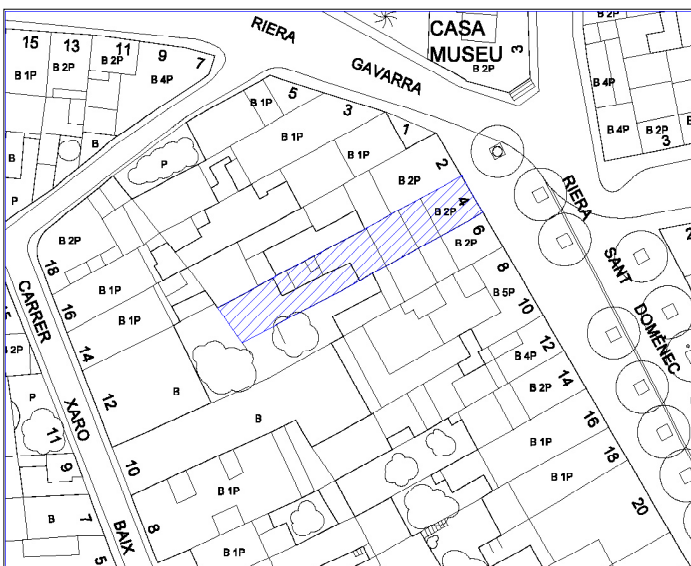 RIERA
GAVARRA
CASA
MUSEU
B 2P
3
15
13
11
9
7
B 1P
B 2P
B 2P
B 4P
B
B
P
P
B 1P
5
3
1
B 1P
B 1P
2
B 2P
4
B 2P
6
B 2P
8
B 5P
10
12
B 4P
14
B 2P
16
B 1P
18
B 1P
20
B 2P
B 4P
B 4P
B 2P
3
RIERA
SANT
DOMÈNEC
B 2P
18
16
B 1P
B 1P
14
12
B
B
10
8
B 1P
B 1P
CARRER
XARO
BAIX
B 2P
P
11
9
B
7
5